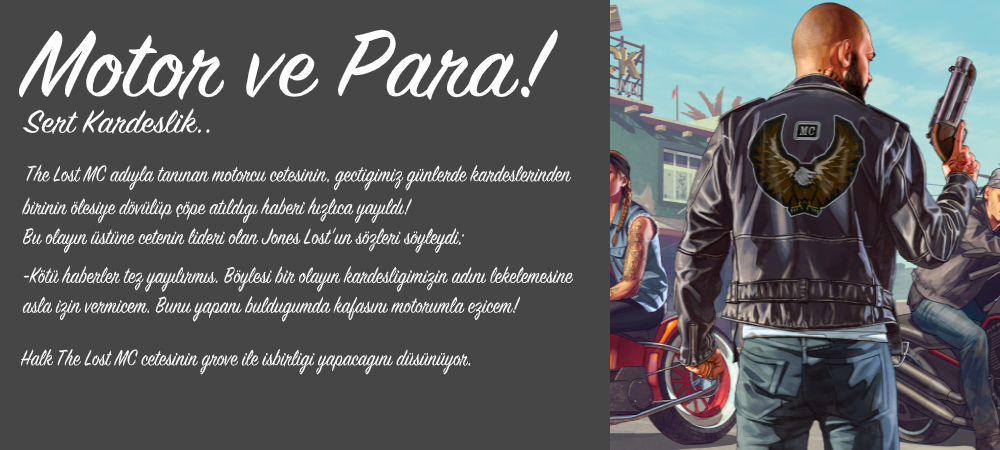 Motor ve Para!
Sert Kardeslik..
The Lost MC adıyla tanınan motorcu cetesinin, gectigimiz günlerde kardeslerinden
birinin ölesiye dövülüp çöpe atıldıgı haberi hızlıca yayıldı!
Bu olayın üstüne cetenin lideri olan Jones Lost'un sözleri söyleydi;
-Kötü haberler tez yayılırmıs. Böylesi bir olayın kardesligimizin adını lekelemesine
asla izin vermicem. Bunu yapanı buldugumda kafasını motorumla ezicem!
Halk The Lost MC cetesinin grove ile isbirligi yapacagını düsünüyor.
MC